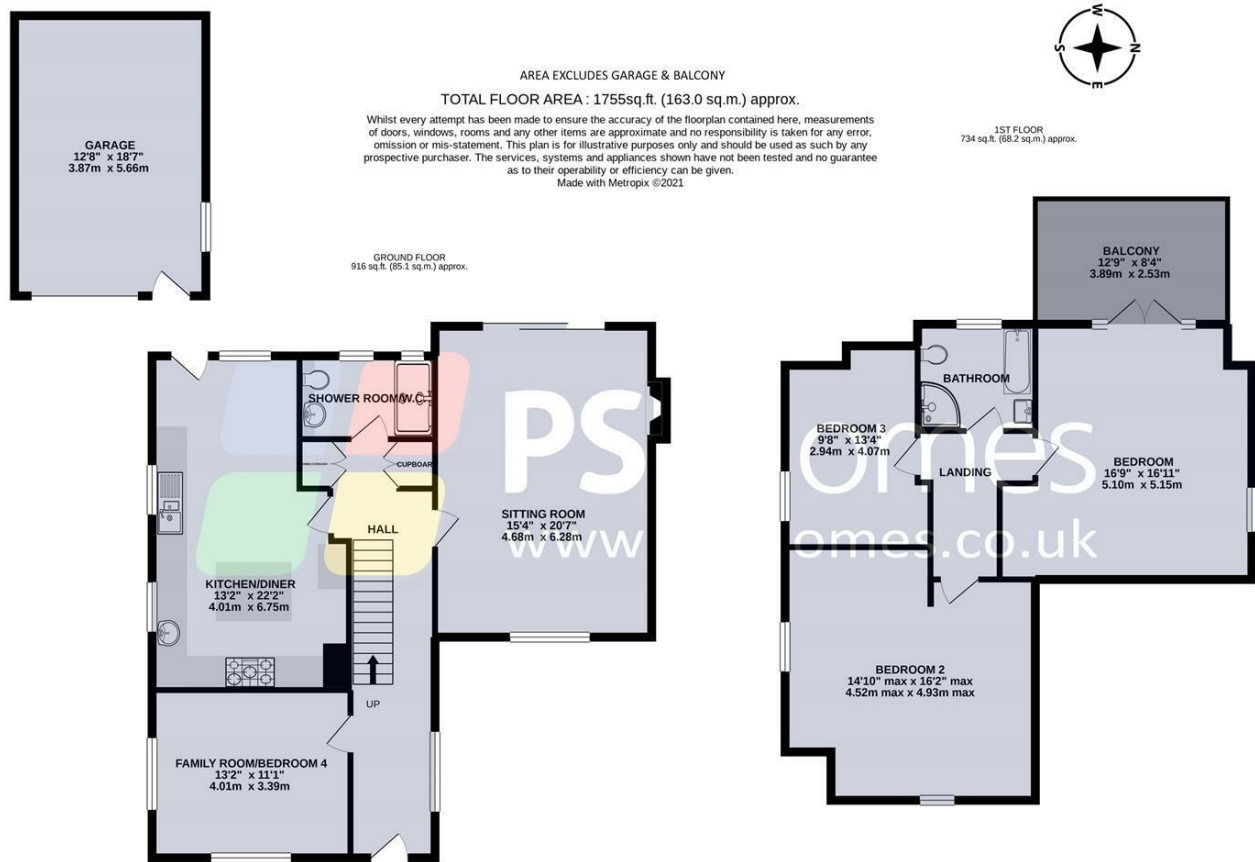 GARAGE
12'8" x 18'7"
3.87m x 5.66m
AREA EXCLUDES GARAGE & BALCONY
TOTAL FLOOR AREA : 1755sq.ft. (163.0 sq.m.) approx.
Whilst every attempt has been made to ensure the accuracy of the floorplan contained here, measurements
of doors, windows, rooms and any other items are approximate and no responsibility is taken for any error,
omission or mis-statement. This plan is for illustrative purposes only and should be used as such by any
prospective purchaser. The services, systems and appliances shown have not been tested and no guarantee
as to their operability or efficiency can be given.
Made with Metropix ©2021
W
S N
E
1ST FLOOR
734 sq.ft. (68.2 sq.m.) approx.
GROUND FLOOR
916 sq.ft. (85.1 sq.m.) approx.
SHOWER ROOM/W.C.
CUPBOARD
HALL
SITTING ROOM
15'4" x 20'7"
4.68m x 6.28m
KITCHEN/DINER
13'2" x 22'2"
4.01m x 6.75m
UP
FAMILY ROOM/BEDROOM 4
13'2" x 11'1"
4.01m x 3.39m
BALCONY
12'9" x 8'4"
3.89m x 2.53m
BATHROOM
BEDROOM 3
9'8" x 13'4"
2.94m x 4.07m
LANDING
BEDROOM
16'9" x 16'11"
5.10m x 5.15m
BEDROOM 2
14'10" max x 16'2" max
4.52m max x 4.93m max
PS omes
www. omes.co.uk